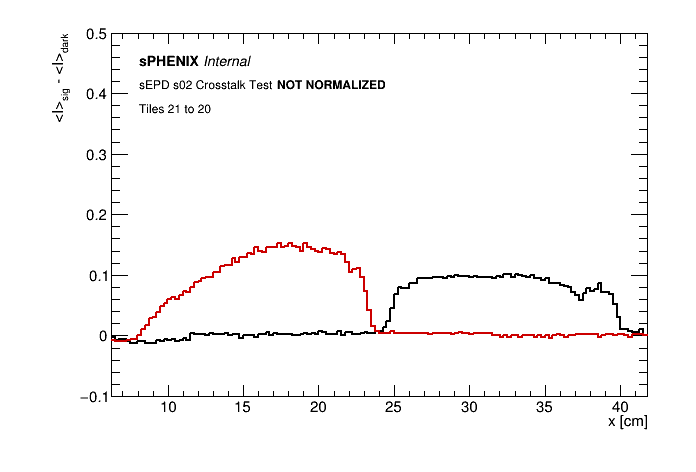 <I>sig - <I>dark
0.5
0.4
0.3
0.2
0.1
0
−0.1
sPHENIX Internal
sEPD s02 Crosstalk Test NOT NORMALIZED
Tiles 21 to 20
10 15 20 25 30 35 40
x [cm]